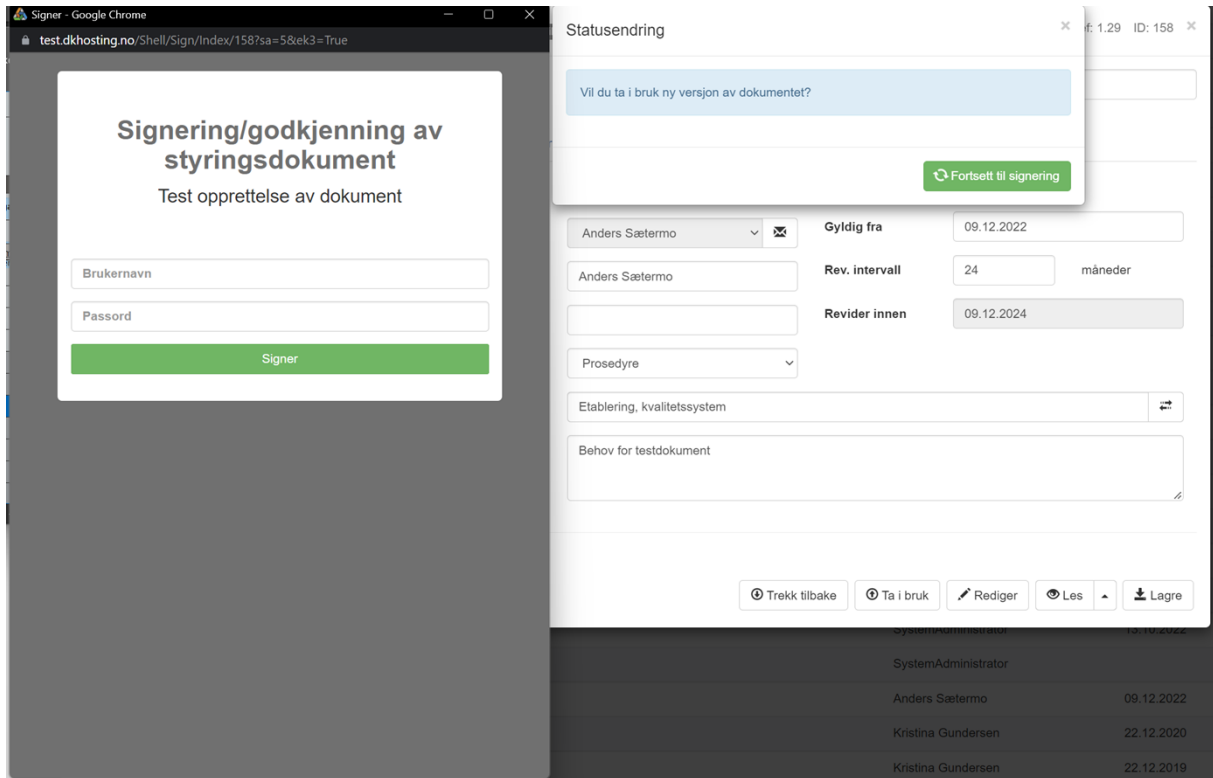 Signer - Google Chrome
test.dkhosting.no/Shell/Sign/Index/158?sa=5&ek3=True
Signering/godkjenning av
styringsdokument
Test opprettelse av dokument
Brukernavn
Passord
Signer
Statusendring
1.29 ID: 158
Vil du ta i bruk ny versjon av dokumentet?
Fortsett til signering
Anders Sætermo
Gyldig fra
09.12.2022
Anders Sætermo
Rev. intervall
24
måneder
Revider innen
09.12.2024
Prosedyre
Etablering, kvalitetssystem
Behov for testdokument
Trekk tilbake
Ta i bruk
Rediger
Les
Lagre
SystemAdministrator 13.10.2022
SystemAdministrator
Anders Sætermo 09.12.2022
Kristina Gundersen 22.12.2020
Kristina Gundersen 22.12.2019